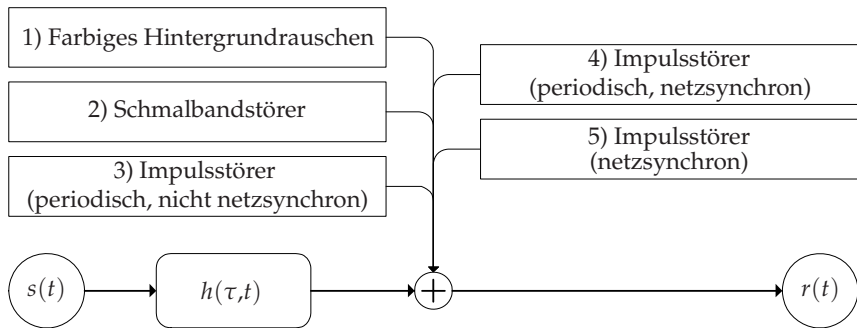 1) Farbiges Hintergrundrauschen
2) Schmalbandstörer
3) Impulsstörer
(periodisch, nicht netzsynchron)
4) Impulsstörer
(periodisch, netzsynchron)
5) Impulsstörer
(netzsynchron)
s(t)
h(τ,t)
+
r(t)